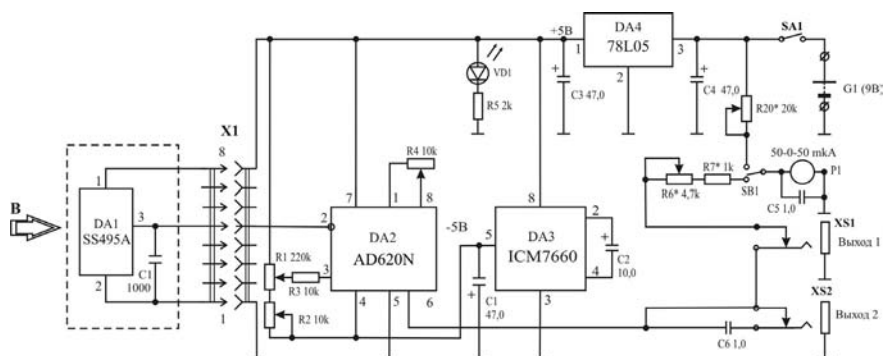 +5В
DA4
78L05
1
3
2
SA1
VD1
R5 2k
C3 47,0
C4 47,0
R20* 20k
G1 (9В)
X1
8
R4 10k
50-0-50 mkA
P1
R7* 1k
R6* 4,7k
SB1
C5 1,0
В
1
DA1
SS495A
3
2
C1
1000
7
1
8
2
DA2
AD620N
3
4
5
6
R1 220k
R3 10k
R2 10k
1
-5В
8
5
DA3
ICM7660
2
4
3
C2
10,0
C1
47,0
XS1
Выход 1
XS2
Выход 2
C6 1,0